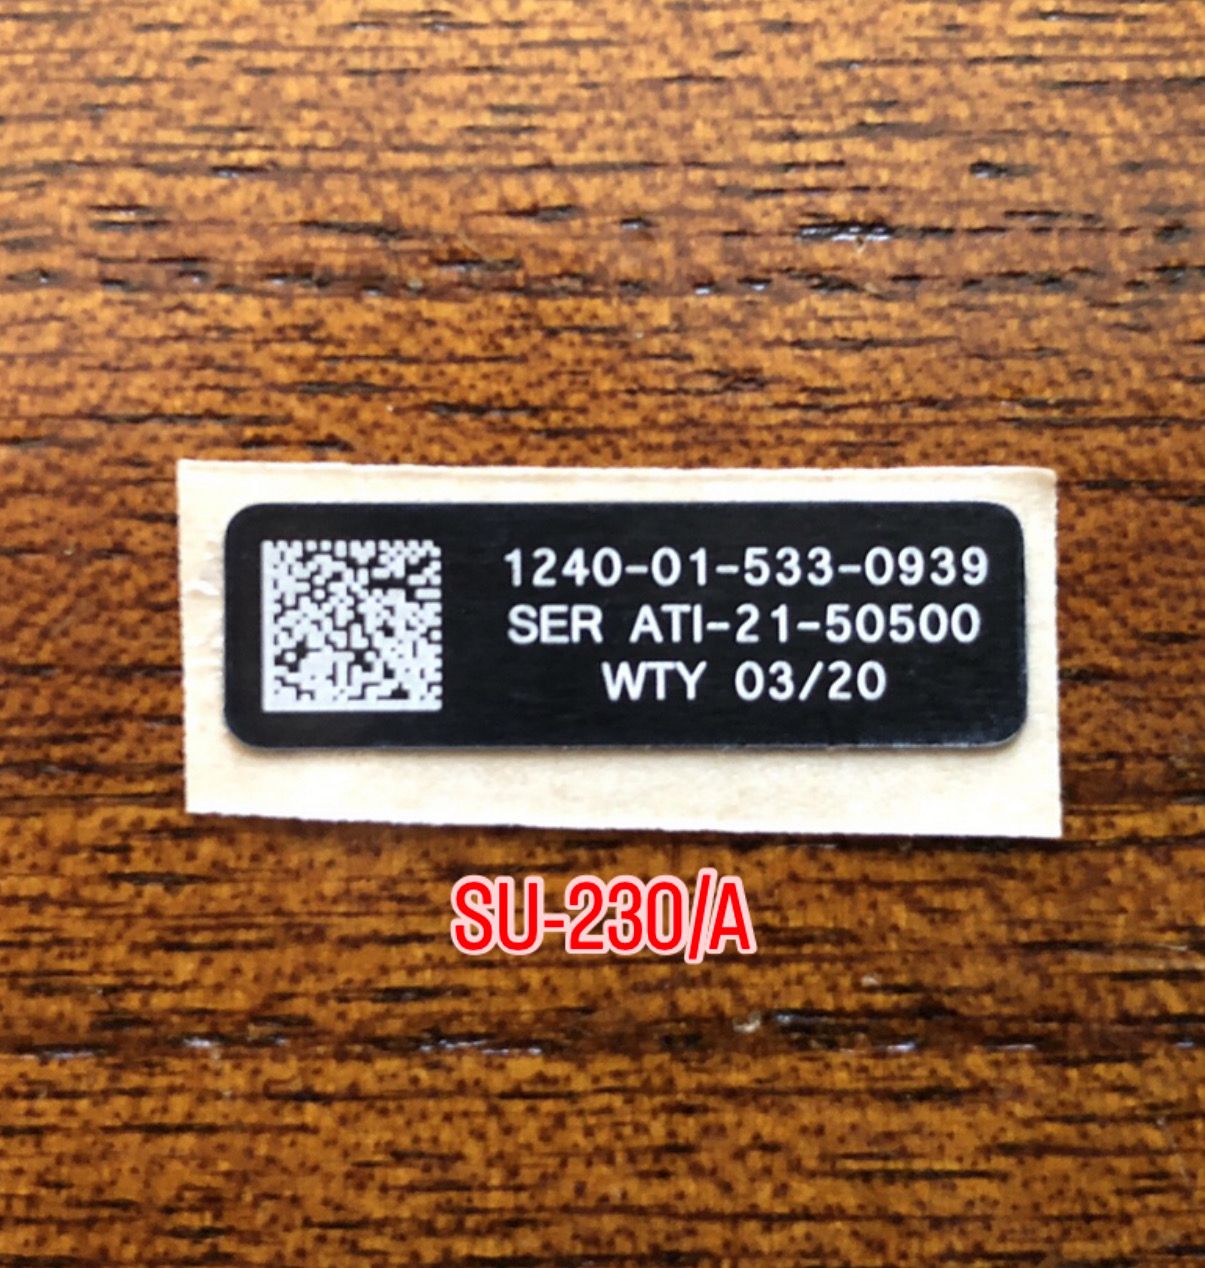 1240-01-533-0939
SER ATI-21-50500
WTY 03/20
SU-230/A